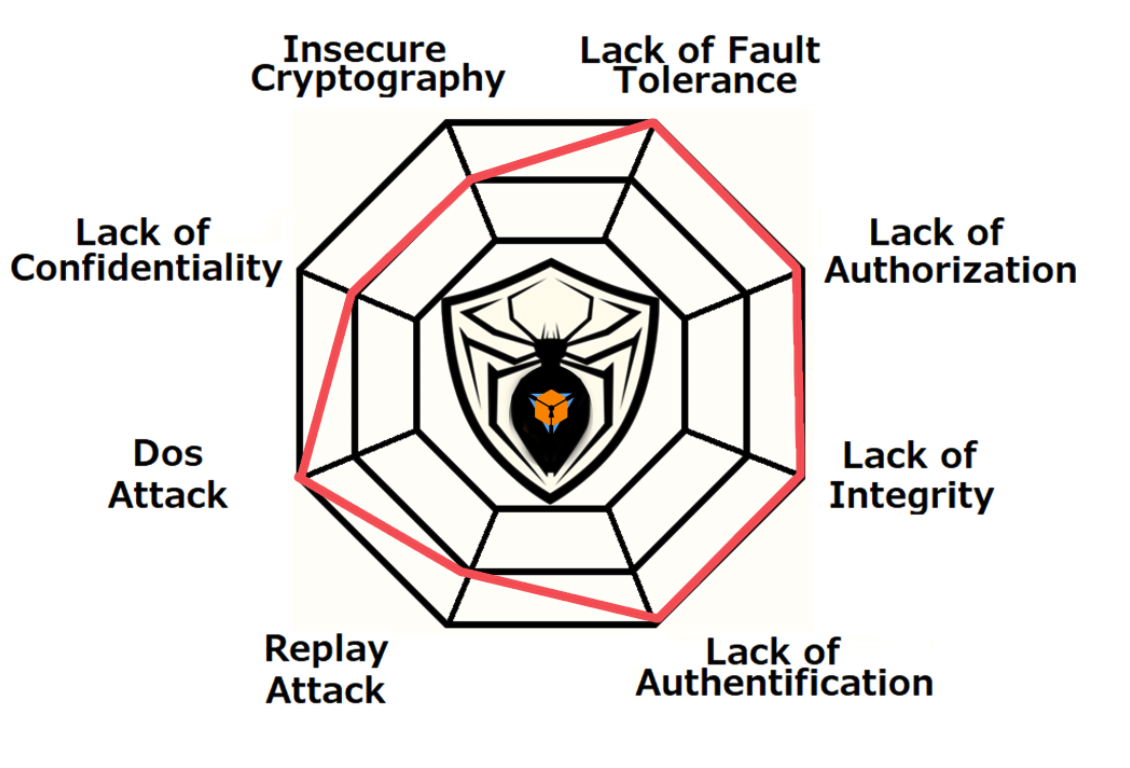 Insecure
Cryptography
Lack of Fault
Tolerance
Lack of
Confidentiality
Lack of
Authorization
Dos
Attack
Lack of
Integrity
Replay
Attack
Lack of
Authentification